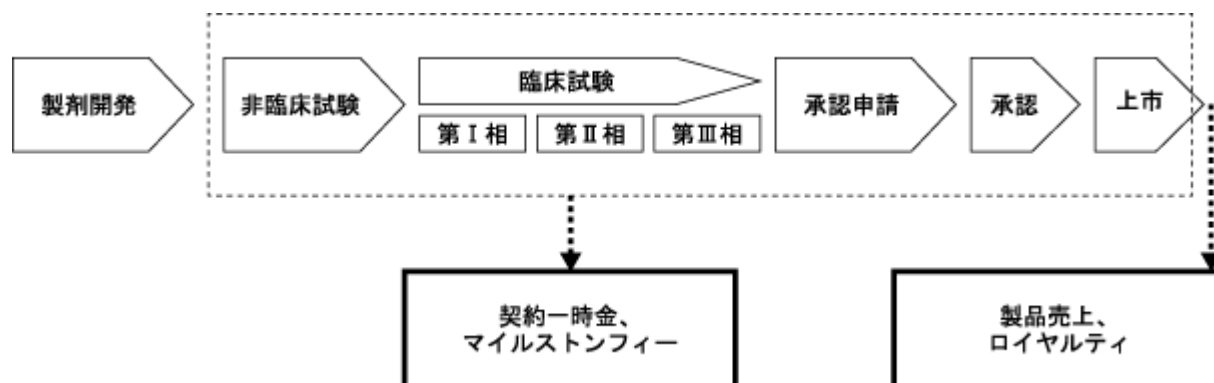 製剤開発
非臨床試験
臨床試験
第Ⅰ相
第Ⅱ相
第Ⅲ相
承認申請
承認
上市
契約一時金、
マイルストンフィー
製品売上、
ロイヤルティ